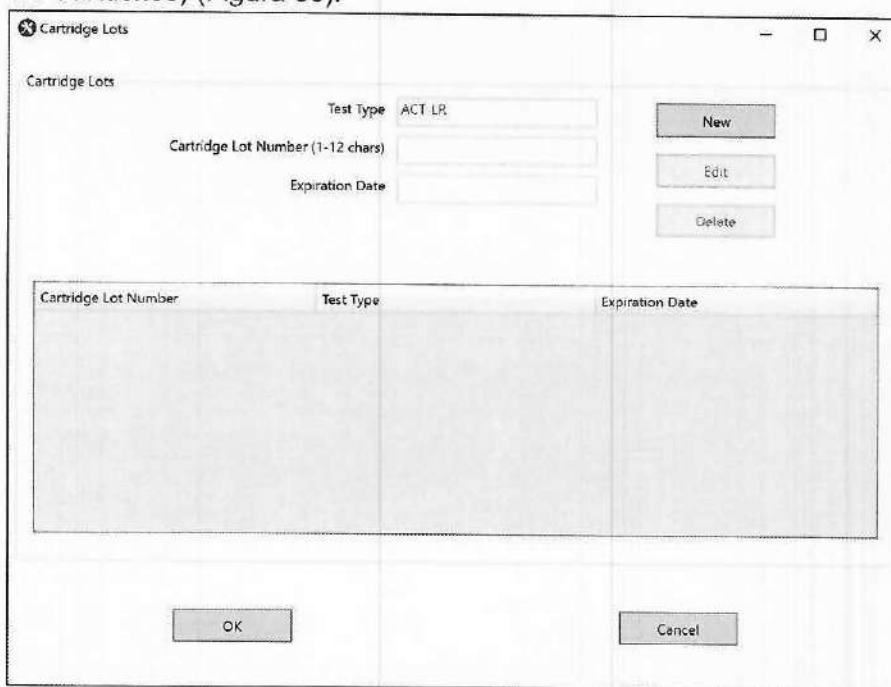 Cartridge Lots
Cartridge Lots
Test Type ACT LR
New
Cartridge Lot Number (1-12 chars)
Edit
Expiration Date
Delete
Cartridge Lot Number Test Type Expiration Date
OK Cancel